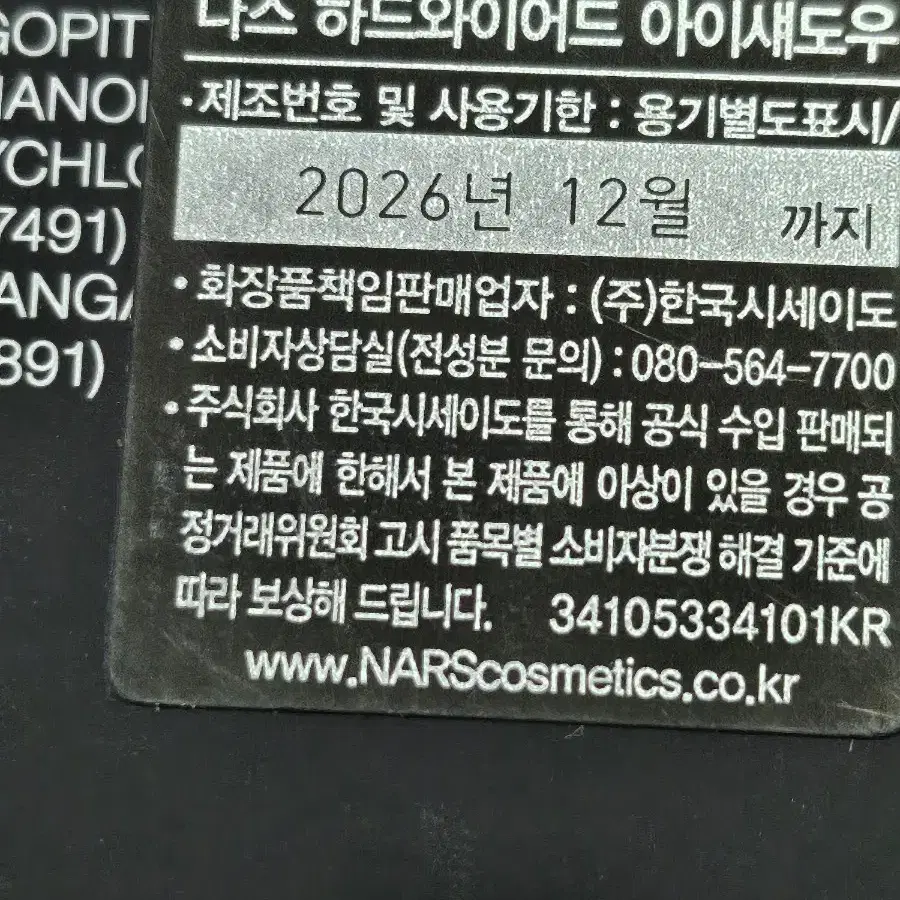 GOPIT
HANO
YCHLO
7491)
ANGA
891)
나스 하드와이어드 아이섀도우
·제조번호 및 사용기한 : 용기별도표시/
2026년 12월 까지
·화장품책임판매업자 : (주)한국시세이도
·소비자상담실(전성분 문의) : 080-564-7700
·주식회사 한국시세이도를 통해 공식 수입 판매되
는 제품에 한해서 본 제품에 이상이 있을 경우 공
정거래위원회 고시 품목별 소비자분쟁 해결 기준에
따라 보상해 드립니다. 34105334101KR
www.NARScosmetics.co.kr